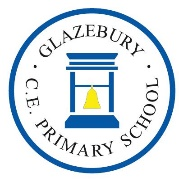 GLAZEBURY
· C.E. PRIMARY SCHOOL ·